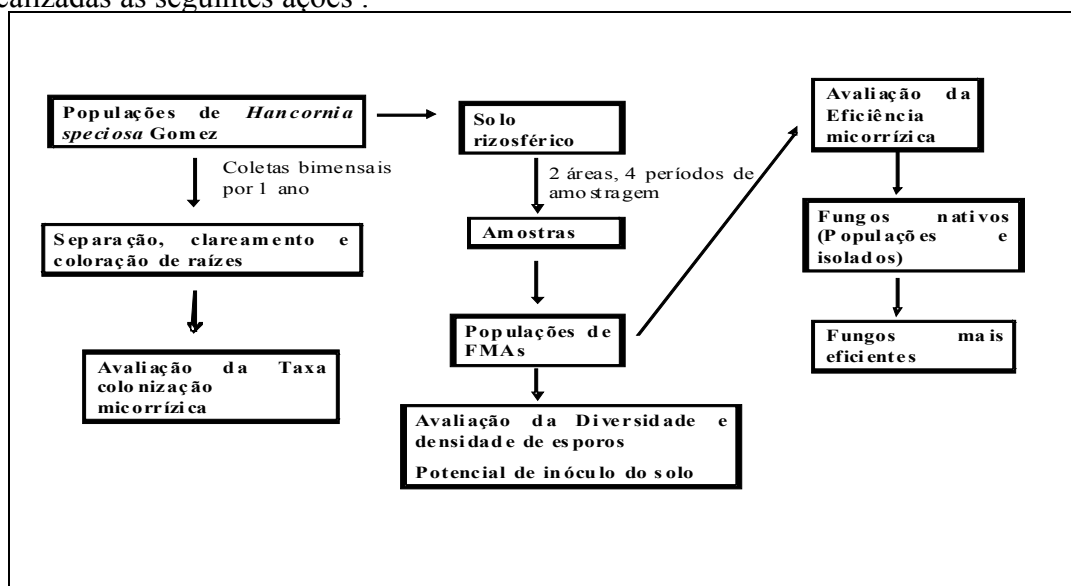 ealizadas as seguintes ações :
Populações de Hancornia
speciosa Gomez
Coletas bimensais
por 1 ano
Separação, clareamento e
coloração de raízes
Avaliação da Taxa
colonização
micorrízica
Solo
rizosférico
2 áreas, 4 períodos de
amostragem
Amostras
Populações de
FMAs
Avaliação da Diversidade e
densidade de esporos
Potencial de inóculo do solo
Avaliação da
Eficiência
micorrízica
Fungos nativos
(Populações e
isolados)
Fungos mais
eficientes